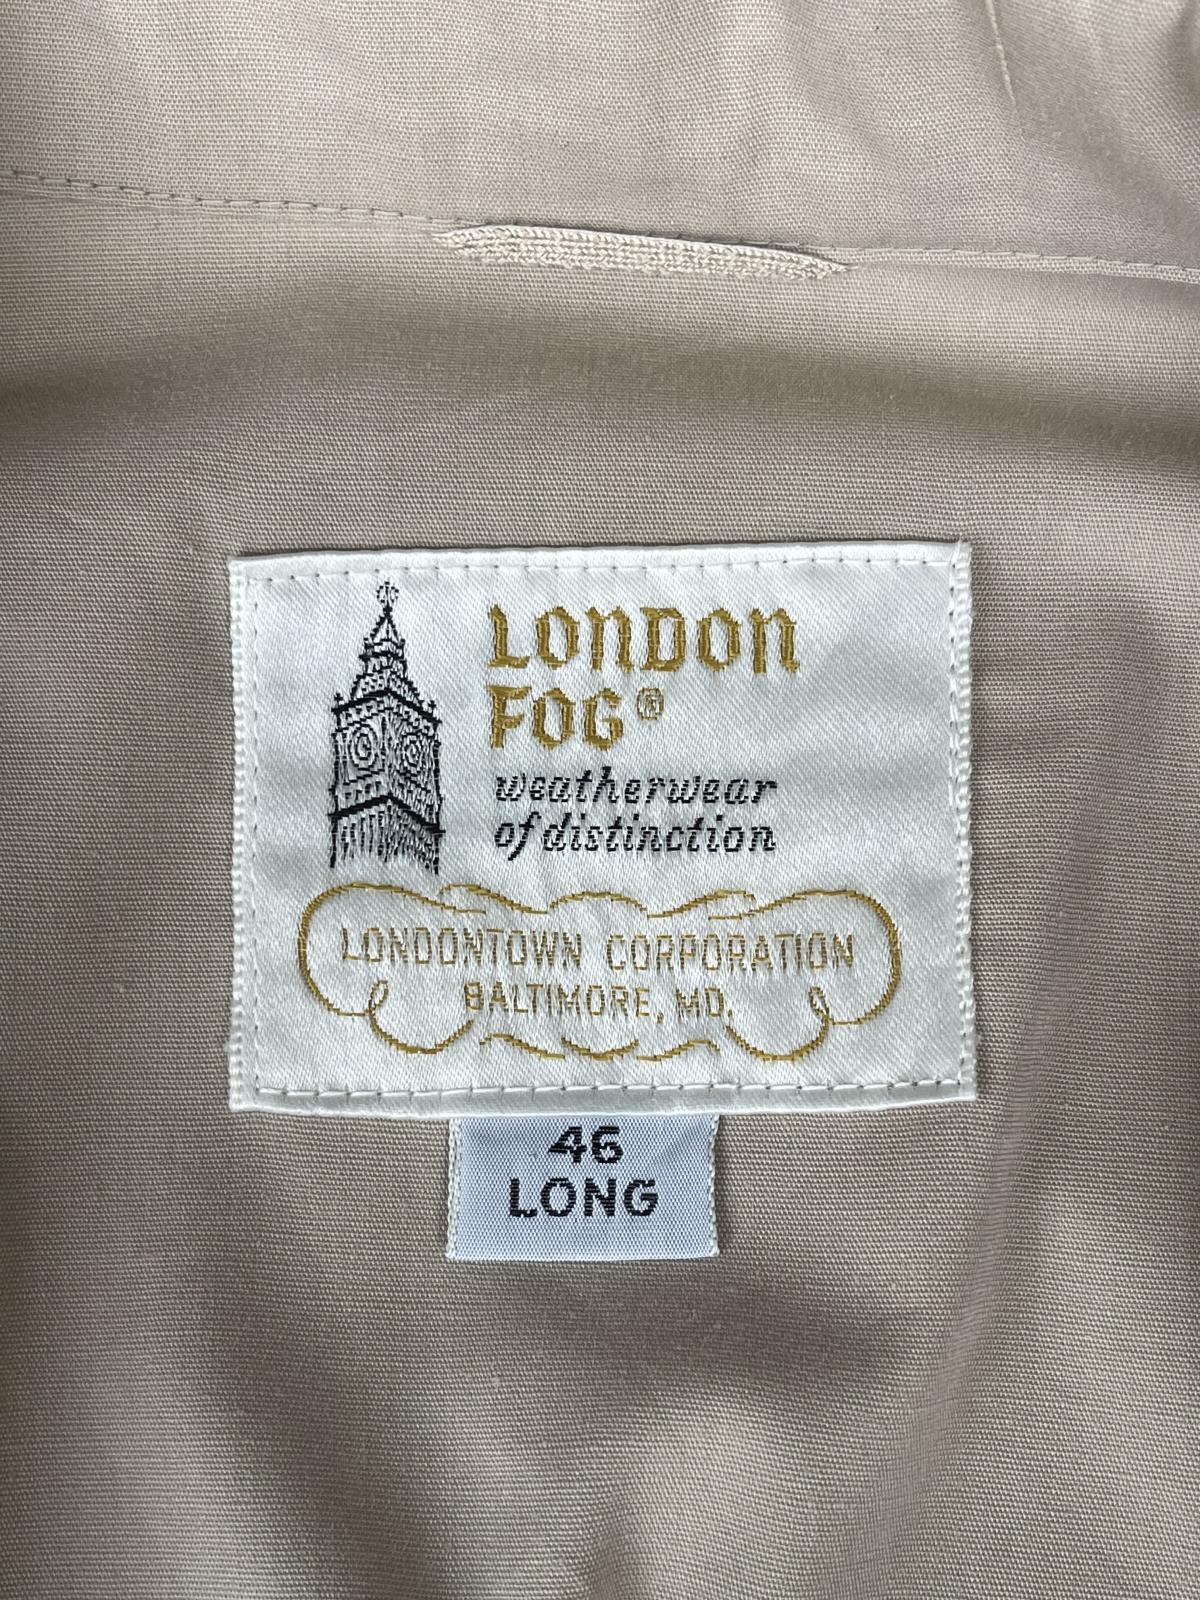 LONDON
FOG®
weatherwear
of distinction
LONDONTOWN CORPORATION
BALTIMORE, MD.
46
LONG